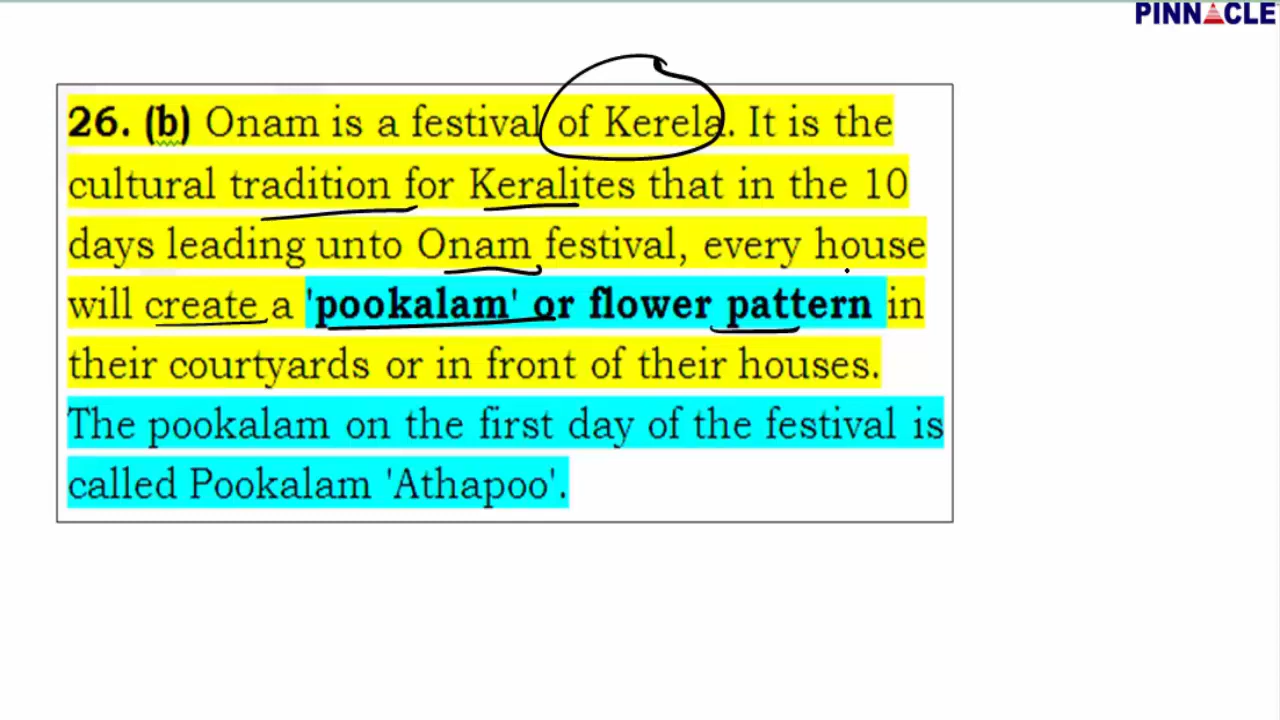 PINNACLE
26. (b) Onam is a festival of Kerela. It is the
cultural tradition for Keralites that in the 10
days leading unto Onam festival, every house
will create a 'pookalam' or flower pattern in
their courtyards or in front of their houses.
The pookalam on the first day of the festival is
called Pookalam 'Athapoo'.